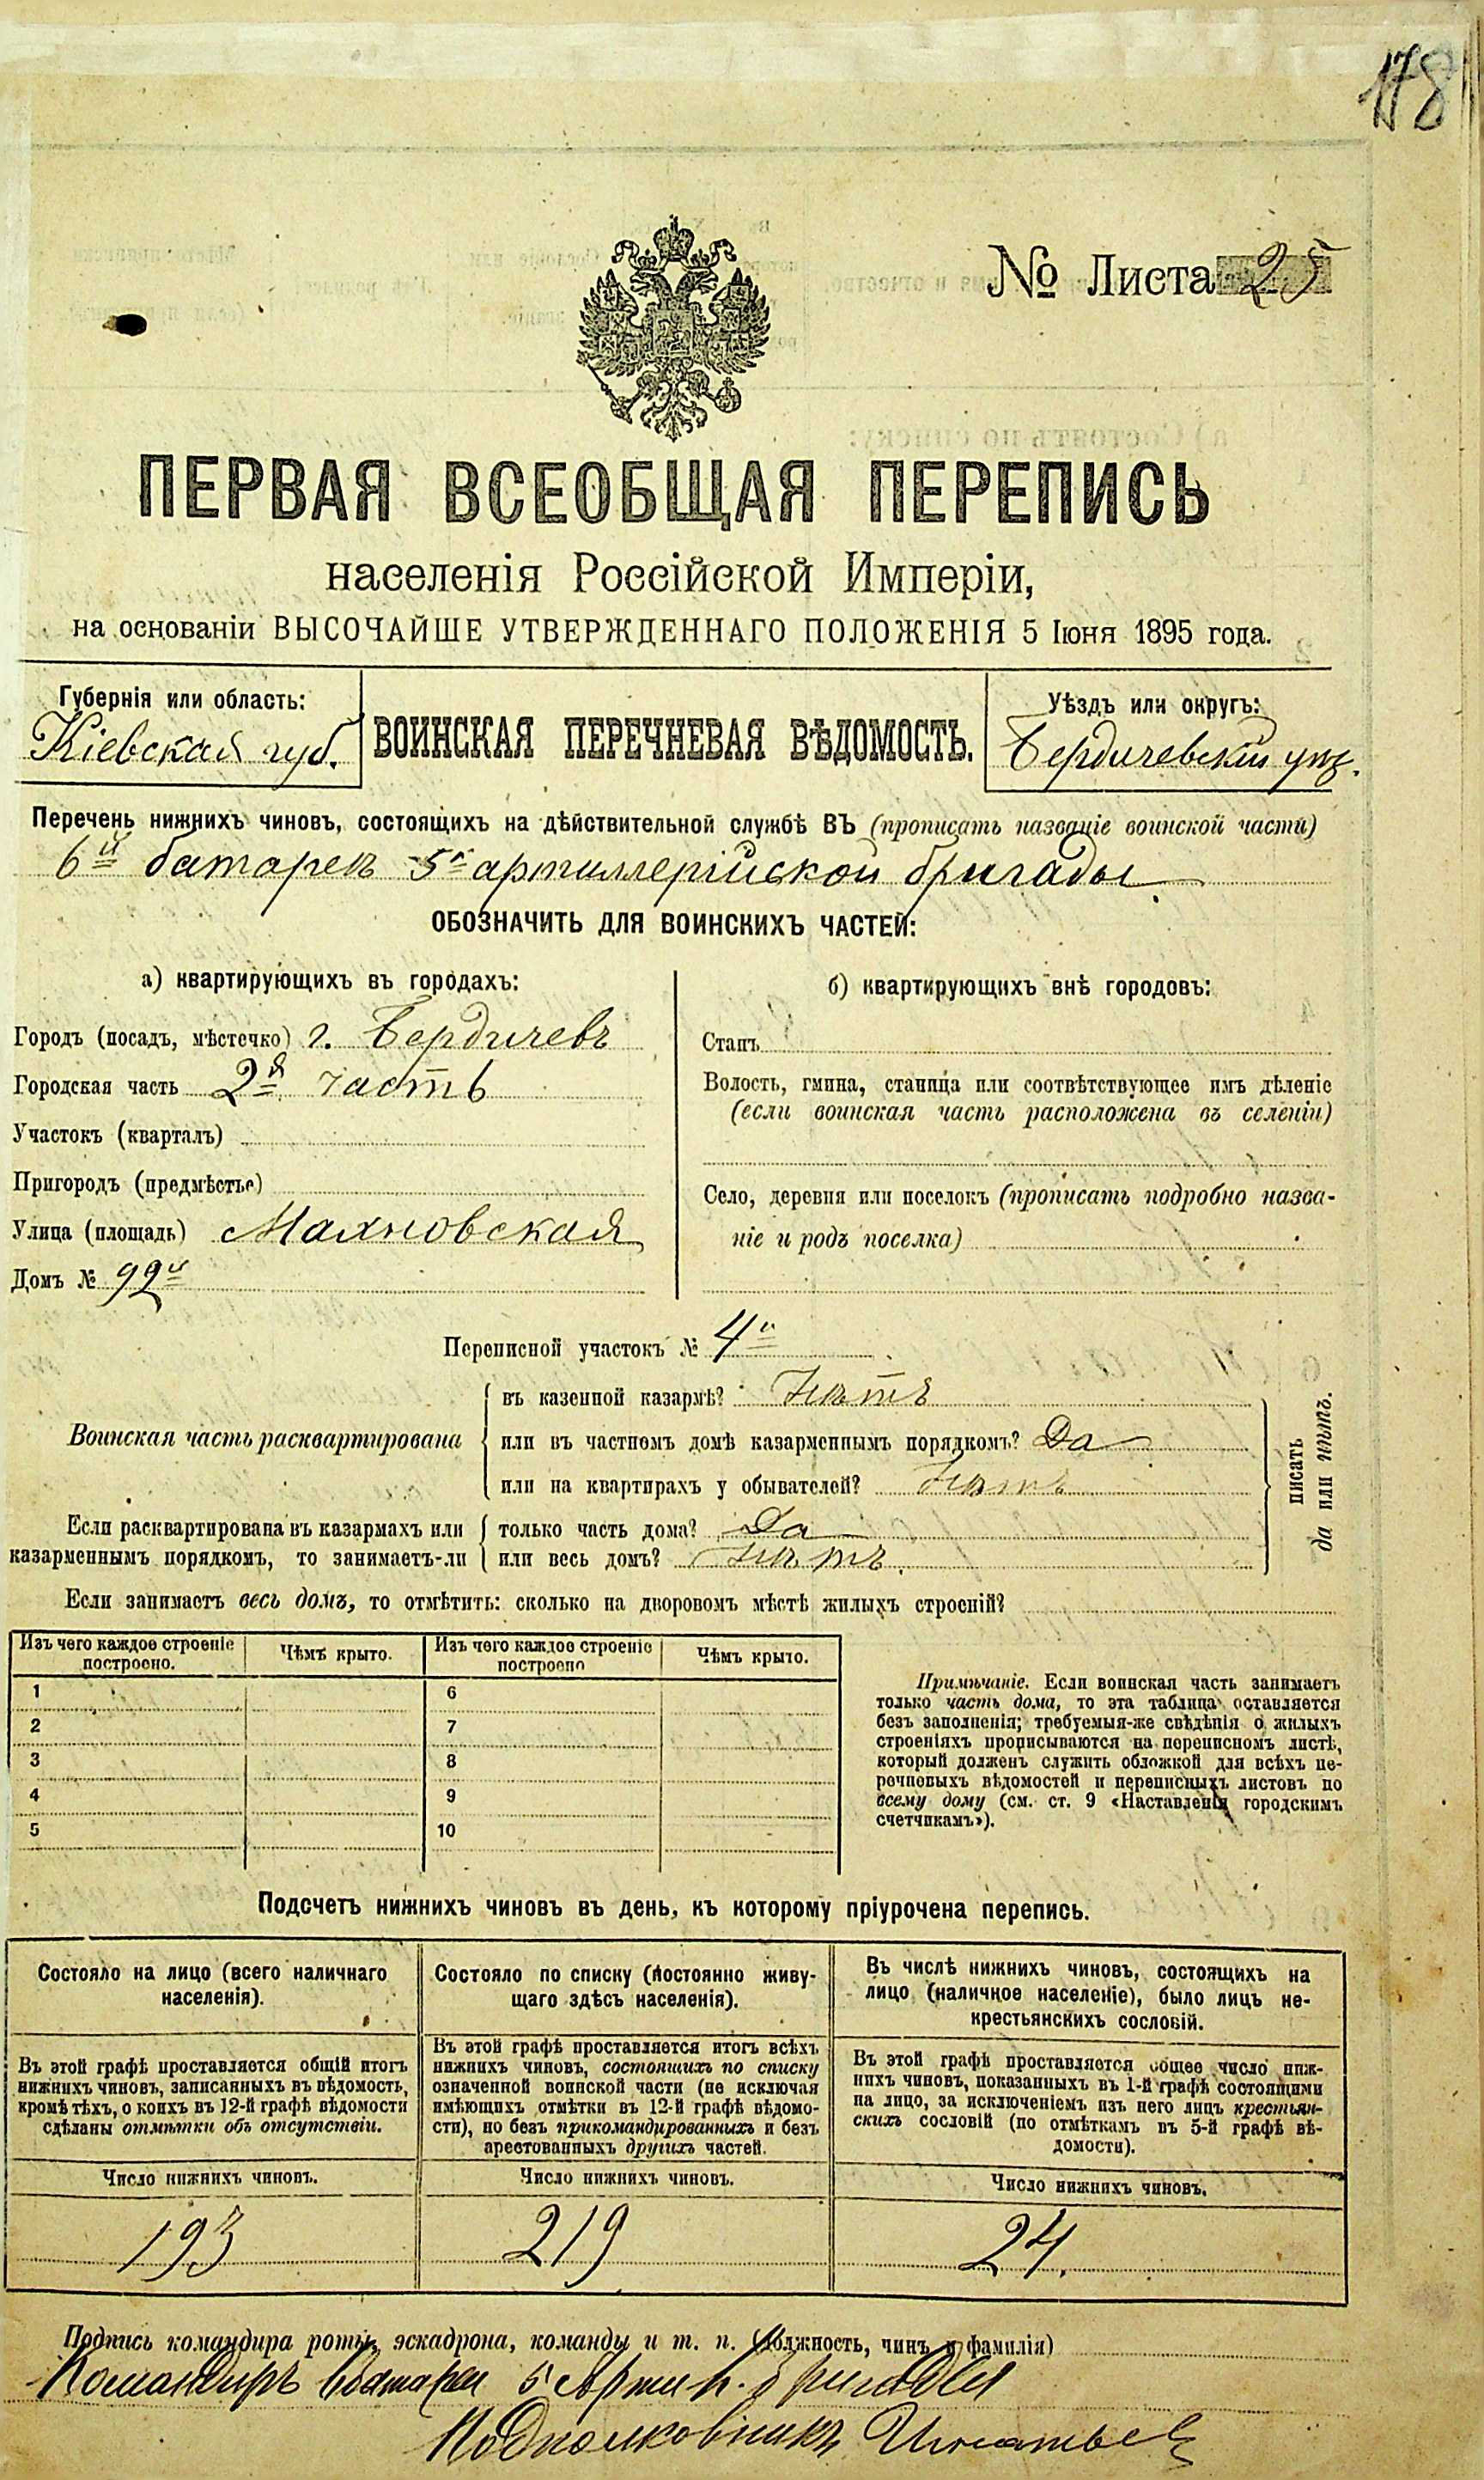 178
№ Листа 25
ПЕРВАЯ ВСЕОБЩАЯ ПЕРЕПИСЬ
населенія Россійской Имперіи,
на основаніи ВЫСОЧАЙШЕ УТВЕРЖДЕННАГО ПОЛОЖЕНІЯ 5 Іюня 1895 года.
Губернія или область:
Кіевская губ.
ВОИНСКАЯ ПЕРЕЧНЕВАЯ ВѢДОМОСТЬ.
Уѣздъ или округъ:
Бердичевскій уѣз.
Перечень нижнихъ чиновъ, состоящихъ на дѣйствительной службѣ ВЪ (прописать названіе воинской части)
6й батареѣ 5й артиллерійской бригады
ОБОЗНАЧИТЬ ДЛЯ ВОИНСКИХЪ ЧАСТЕЙ:
а) квартирующихъ въ городахъ:
Городъ (посадъ, мѣстечко) г. Бердичевъ
Городская часть 2я часть
Участокъ (кварталъ)
Пригородъ (предмѣстье)
Улица (площадь) Махновская
Домъ № 92й
б) квартирующихъ внѣ городовъ:
Станъ
Волость, гмина, станица или соотвѣтствующее имъ дѣленіе
(если воинская часть расположена въ селеніи)
Село, деревня или поселокъ (прописать подробно назва-
ніе и родъ поселка)
Переписной участокъ № 4й
Воинская часть расквартирована
въ казенной казармѣ? Нѣтъ
или въ частномъ домѣ казарменнымъ порядкомъ? Да
или на квартирахъ у обывателей? Нѣтъ
Если расквартирована въ казармахъ или
казарменнымъ порядкомъ, то занимаетъ-ли
только часть дома? Да
или весь домъ? Нѣтъ.
писать
да или нѣтъ.
Если занимаетъ весь домъ, то отмѣтить: сколько на дворовомъ мѣстѣ жилыхъ строеній?
Изъ чего каждое строеніе построено.
Чѣмъ крыто.
Изъ чего каждое строеніе построено
Чѣмъ крыто.
1 6
2 7
3 8
4 9
5 10
Примѣчаніе. Если воинская часть занимаетъ
только часть дома, то эта таблица оставляется
безъ заполненія; требуемыя-же свѣдѣнія о жилыхъ
строеніяхъ прописываются на переписномъ листѣ,
который долженъ служить обложкой для всѣхъ пе-
речневыхъ вѣдомостей и переписныхъ листовъ по
всему дому (см. ст. 9 «Наставленія городскимъ
счетчикамъ»).
Подсчетъ нижнихъ чиновъ въ день, къ которому пріурочена перепись.
Состояло на лицо (всего наличнаго
населенія).
Въ этой графѣ проставляется общій итогъ
нижнихъ чиновъ, записанныхъ въ вѣдомость,
кромѣ тѣхъ, о коихъ въ 12-й графѣ вѣдомости
сдѣланы отмѣтки объ отсутствіи.
Число нижнихъ чиновъ.
193
Состояло по списку (постоянно живу-
щаго здѣсь населенія).
Въ этой графѣ проставляется итогъ всѣхъ
нижнихъ чиновъ, состоящихъ по списку
означенной воинской части (не исключая
имѣющихъ отмѣтки въ 12-й графѣ вѣдомо-
сти), но безъ прикомандированныхъ и безъ
арестованныхъ другихъ частей.
Число нижнихъ чиновъ.
219
Въ числѣ нижнихъ чиновъ, состоящихъ на
лицо (наличное населеніе), было лицъ не-
крестьянскихъ сословій.
Въ этой графѣ проставляется общее число ниж-
нихъ чиновъ, показанныхъ въ 1-й графѣ состоящими
на лицо, за исключеніемъ изъ него лицъ крестьян-
скихъ сословій (по отмѣткамъ въ 5-й графѣ вѣ-
домости).
Число нижнихъ чиновъ.
24.
Подпись командира роты, эскадрона, команды и т. п. (должность, чинъ и фамилія)
Командиръ 6 батареи 5 Артил. бригады
Подполковникъ Игнатьев